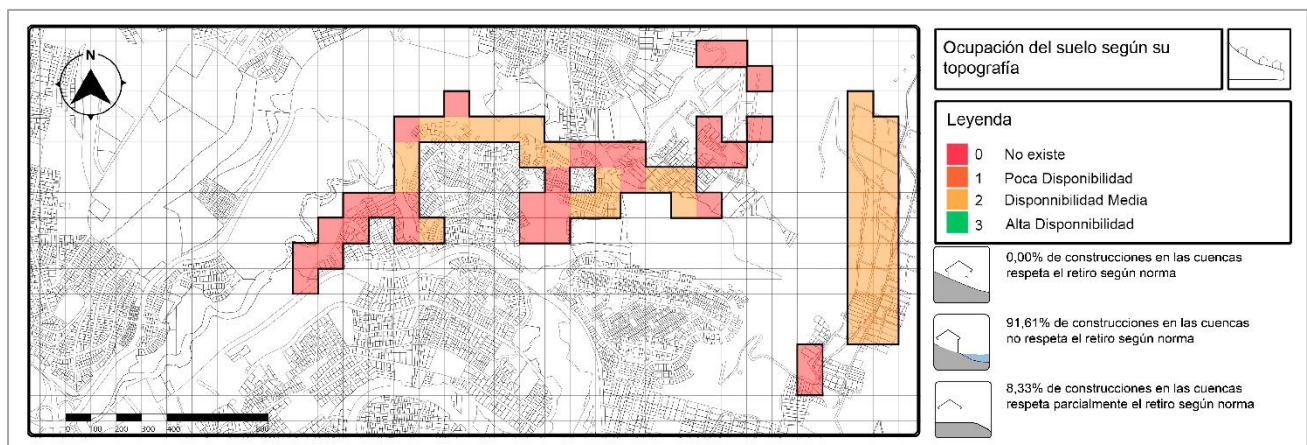 N
0 100 200 300 400 800
Ocupación del suelo según su
topografía
Leyenda
0 No existe
1 Poca Disponibilidad
2 Disponnibilidad Media
3 Alta Disponnibilidad
0,00% de construcciones en las cuencas
respeta el retiro según norma
91,61% de construcciones en las cuencas
no respeta el retiro según norma
8,33% de construcciones en las cuencas
respeta parcialmente el retiro según norma